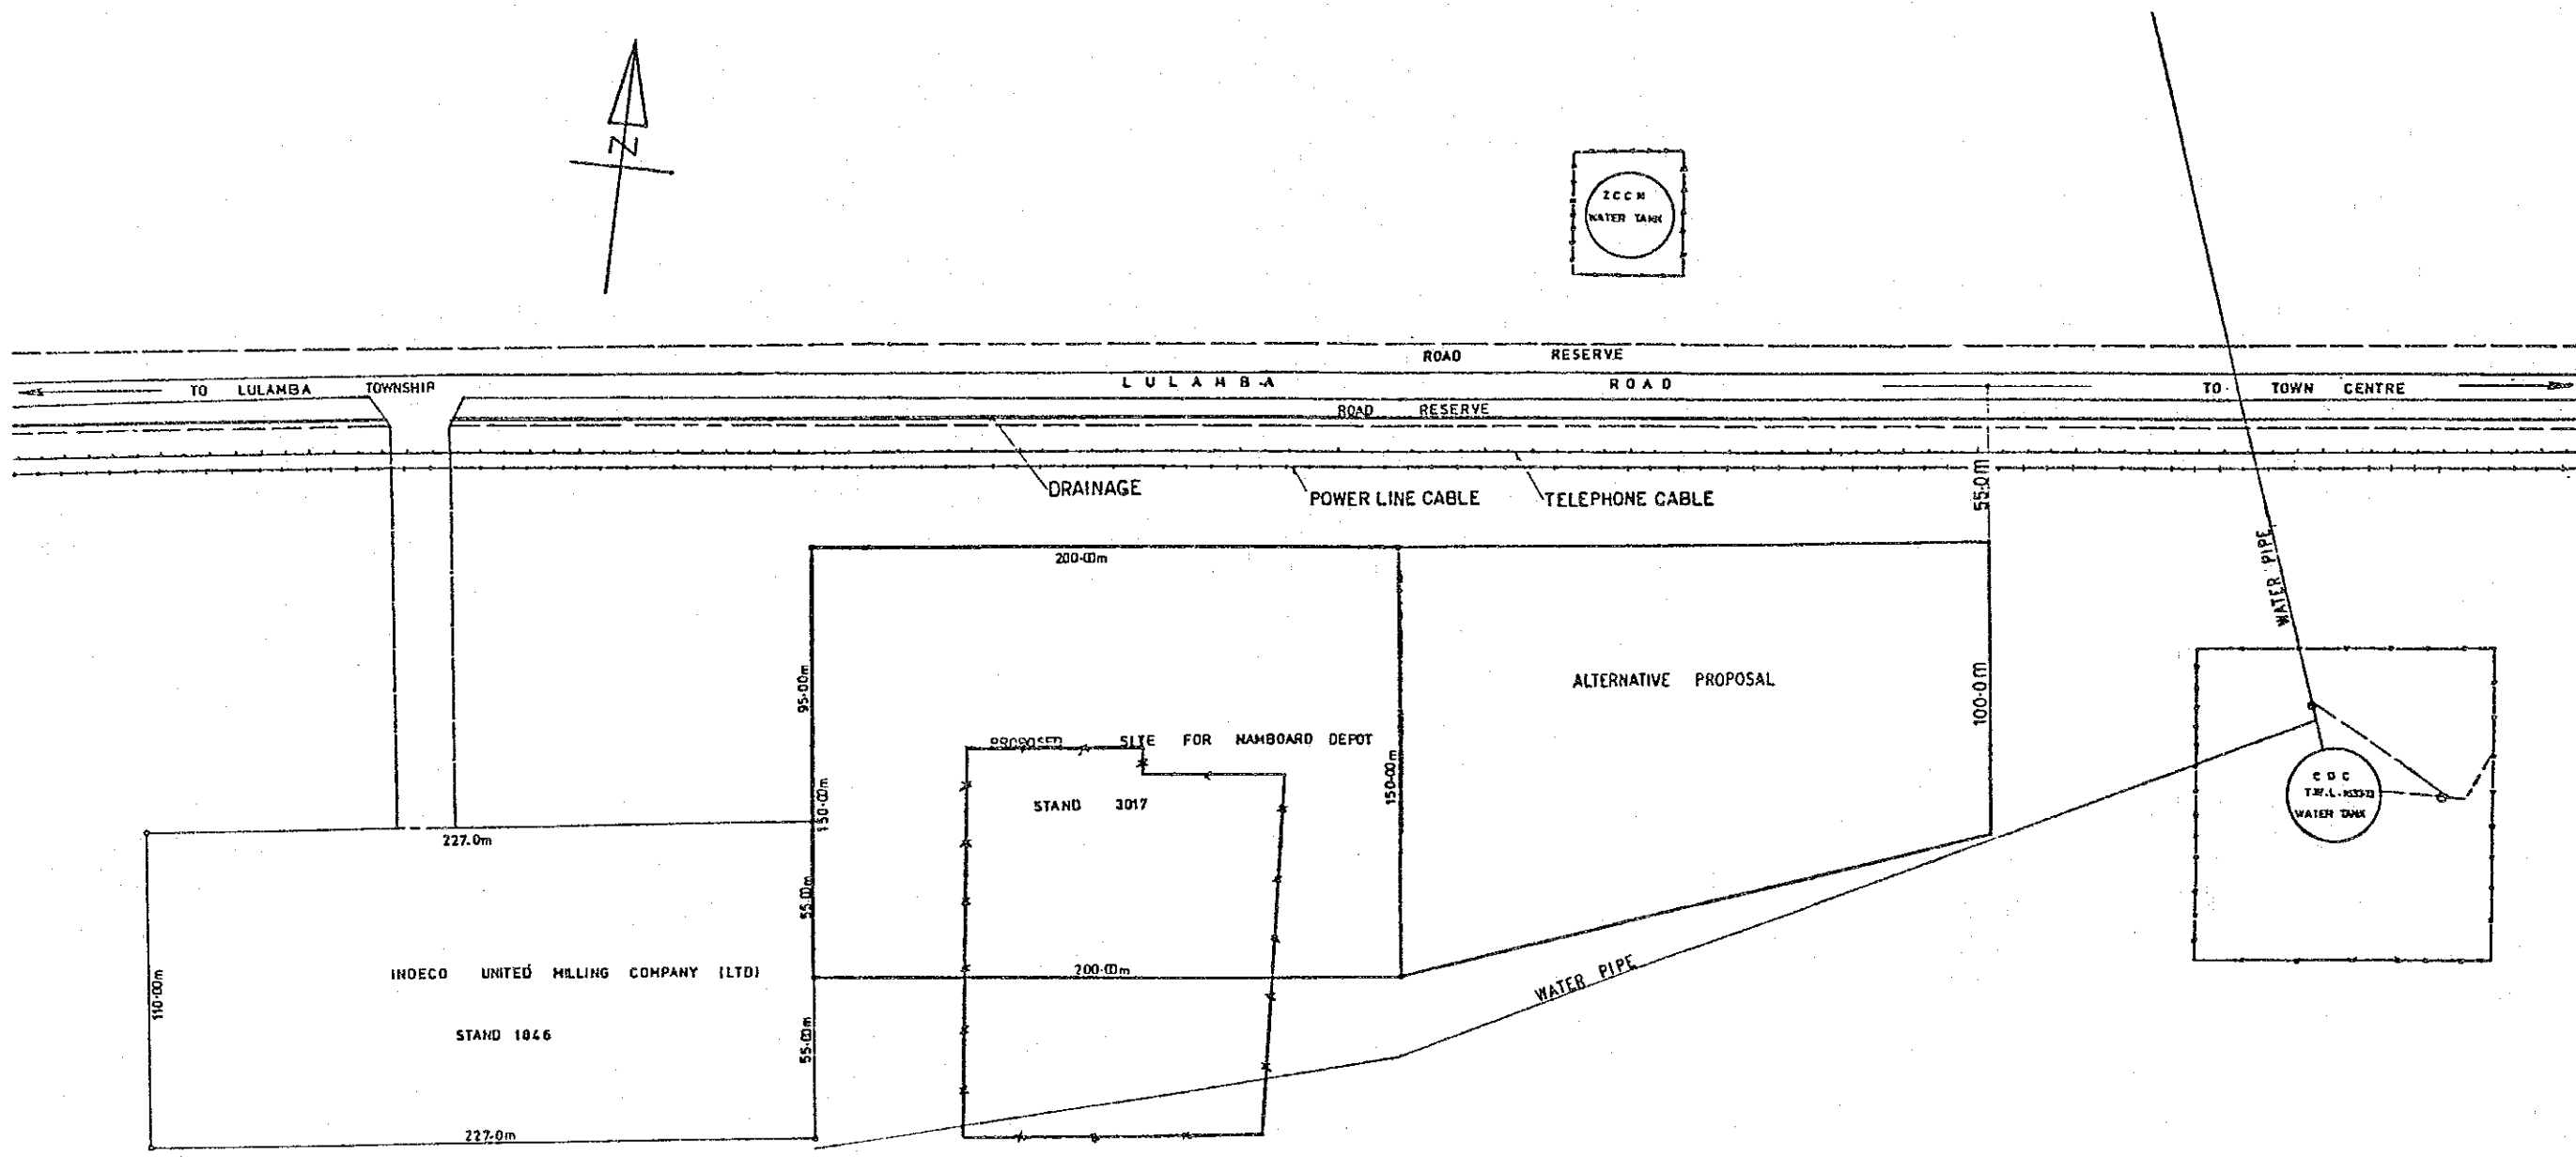 N
Z C C M
WATER TANK
ROAD RESERVE
TO LULAMBA TOWNSHIP
LULAMBA ROAD
TO TOWN CENTRE
ROAD RESERVE
DRAINAGE
POWER LINE CABLE
TELEPHONE CABLE
55.0m
200.00m
WATER PIPE
95.00m
ALTERNATIVE PROPOSAL
100.0m
PROPOSED SITE FOR NAMBOARD DEPOT
150.00m
150.00m
STAND 3017
WATER TANK
227.0m
55.00m
INDECO UNITED MILLING COMPANY (LTD)
200.00m
WATER PIPE
110.00m
STAND 1846
55.00m
227.0m